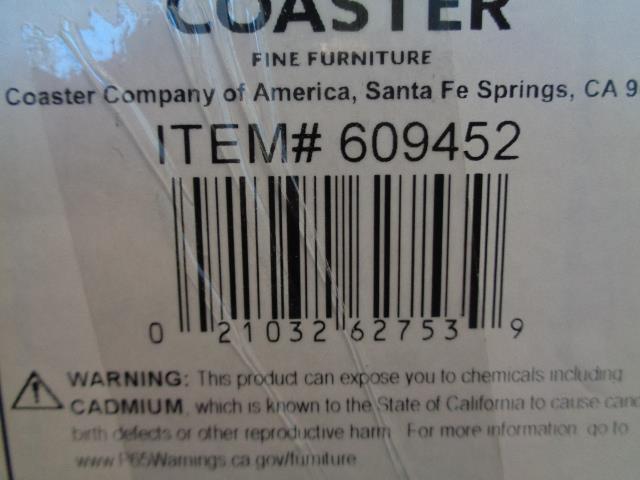 COASTER
FINE FURNITURE
Coaster Company of America, Santa Fe Springs, CA 9
ITEM# 609452
0 21032 62753 9
WARNING: This product can expose you to chemicals including
CADMIUM, which is known to the State of California to cause canc
birth defects or other reproductive harm. For more information go to
www.P65Warnings.ca.gov/furniture